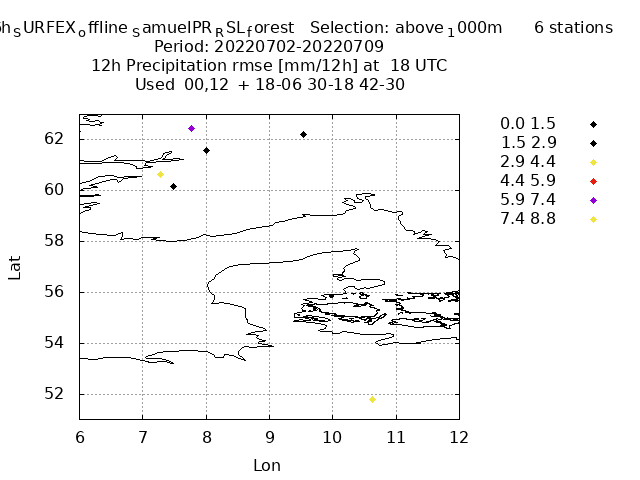 6h_SURFEX_offline_SamuelPR_RSL_forest Selection: above_1000m 6 stations
Period: 20220702-20220709
12h Precipitation rmse [mm/12h] at 18 UTC
Used 00,12 + 18-06 30-18 42-30
0.0 1.5
1.5 2.9
2.9 4.4
4.4 5.9
5.9 7.4
7.4 8.8
62
60
58
56
54
52
Lat
6 7 8 9 10 11 12
Lon